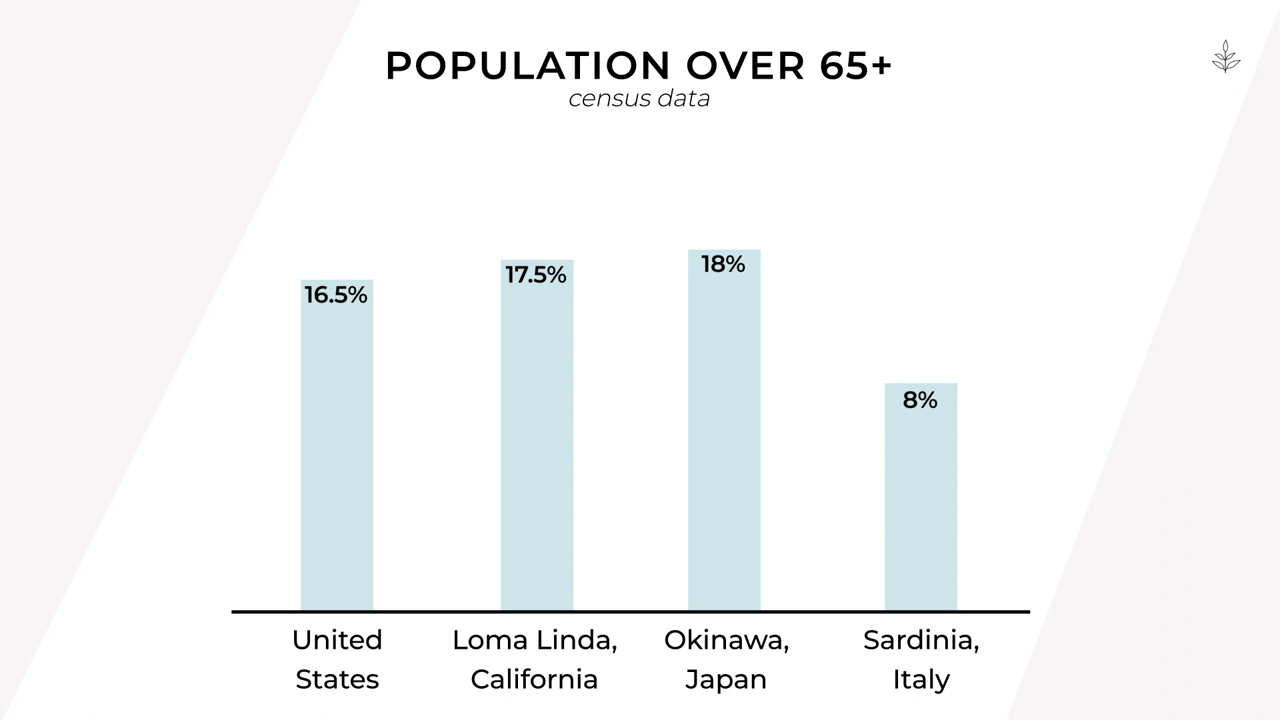 POPULATION OVER 65+
census data
16.5%
17.5%
18%
8%
United
States
Loma Linda,
California
Okinawa,
Japan
Sardinia,
Italy